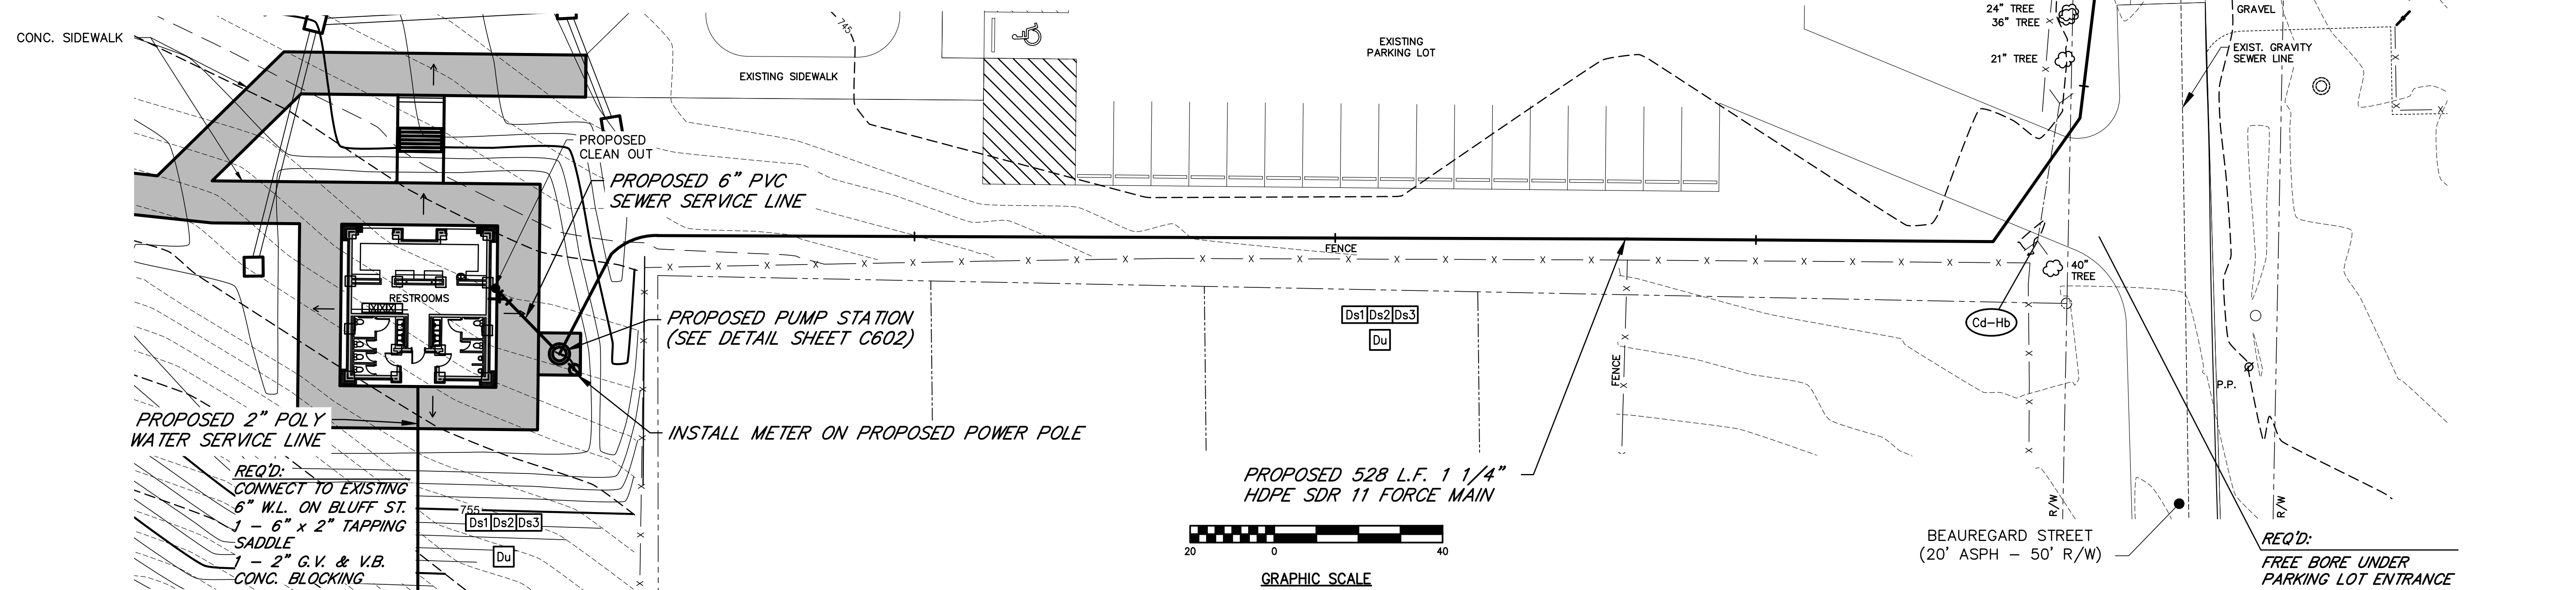 CONC. SIDEWALK
745
EXISTING SIDEWALK
EXISTING
PARKING LOT
24" TREE
36" TREE
21" TREE
GRAVEL
EXIST. GRAVITY
SEWER LINE
PROPOSED
CLEAN OUT
PROPOSED 6" PVC
SEWER SERVICE LINE
FENCE
40"
TREE
RESTROOMS
PROPOSED PUMP STATION
(SEE DETAIL SHEET C602)
Ds1 Ds2 Ds3
Du
Cd-Hb
FENCE
P.P.
PROPOSED 2" POLY
WATER SERVICE LINE
INSTALL METER ON PROPOSED POWER POLE
REQ'D:
CONNECT TO EXISTING
6" W.L. ON BLUFF ST.
1 - 6" x 2" TAPPING
SADDLE
1 - 2" G.V. & V.B.
CONC. BLOCKING
755
Ds1 Ds2 Ds3
Du
PROPOSED 528 L.F. 1 1/4"
HDPE SDR 11 FORCE MAIN
20 0 40
GRAPHIC SCALE
R/W
R/W
BEAUREGARD STREET
(20' ASPH - 50' R/W)
REQ'D:
FREE BORE UNDER
PARKING LOT ENTRANCE